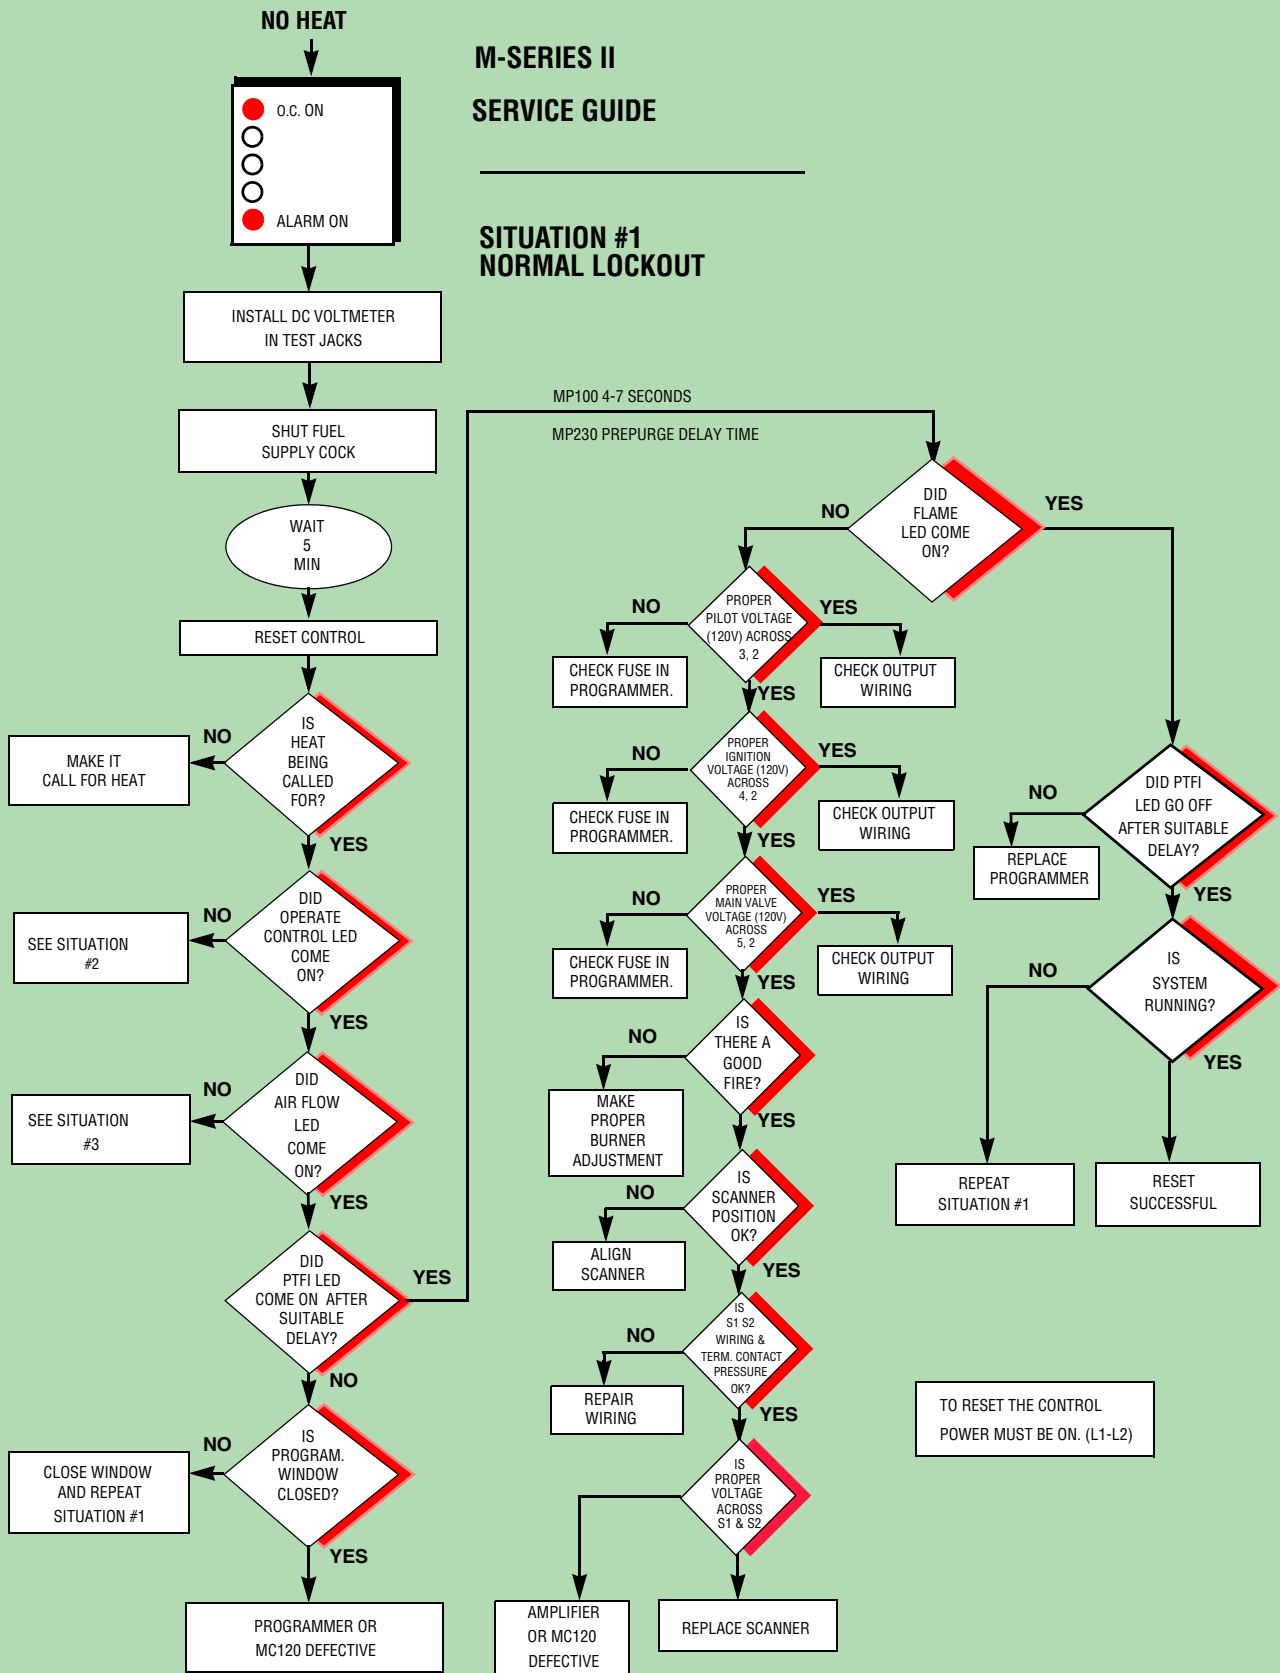 NO HEAT
M-SERIES II
SERVICE GUIDE
O.C. ON
ALARM ON
SITUATION #1
NORMAL LOCKOUT
INSTALL DC VOLTMETER
IN TEST JACKS
SHUT FUEL
SUPPLY COCK
WAIT
5
MIN
RESET CONTROL
IS
HEAT
BEING
CALLED
FOR?
NO
MAKE IT
CALL FOR HEAT
YES
DID
OPERATE
CONTROL LED
COME
ON?
NO
SEE SITUATION
#2
YES
DID
AIR FLOW
LED
COME
ON?
NO
SEE SITUATION
#3
YES
DID
PTFI LED
COME ON AFTER
SUITABLE
DELAY?
YES
NO
IS
PROGRAM.
WINDOW
CLOSED?
NO
CLOSE WINDOW
AND REPEAT
SITUATION #1
YES
PROGRAMMER OR
MC120 DEFECTIVE
MP100 4-7 SECONDS
MP230 PREPURGE DELAY TIME
DID
FLAME
LED COME
ON?
NO
YES
PROPER
PILOT VOLTAGE
(120V) ACROSS
3, 2
NO
CHECK FUSE IN
PROGRAMMER.
YES
CHECK OUTPUT
WIRING
YES
PROPER
IGNITION
VOLTAGE (120V)
ACROSS
4, 2
NO
CHECK FUSE IN
PROGRAMMER.
YES
CHECK OUTPUT
WIRING
YES
PROPER
MAIN VALVE
VOLTAGE (120V)
ACROSS
5, 2
NO
CHECK FUSE IN
PROGRAMMER.
YES
CHECK OUTPUT
WIRING
YES
IS
THERE A
GOOD
FIRE?
NO
MAKE
PROPER
BURNER
ADJUSTMENT
YES
IS
SCANNER
POSITION
OK?
NO
ALIGN
SCANNER
YES
IS
S1 S2
WIRING &
TERM. CONTACT
PRESSURE
OK?
NO
REPAIR
WIRING
YES
IS
PROPER
VOLTAGE
ACROSS
S1 & S2
AMPLIFIER
OR MC120
DEFECTIVE
REPLACE SCANNER
DID PTFI
LED GO OFF
AFTER SUITABLE
DELAY?
NO
REPLACE
PROGRAMMER
YES
IS
SYSTEM
RUNNING?
NO
YES
REPEAT
SITUATION #1
RESET
SUCCESSFUL
TO RESET THE CONTROL
POWER MUST BE ON. (L1-L2)